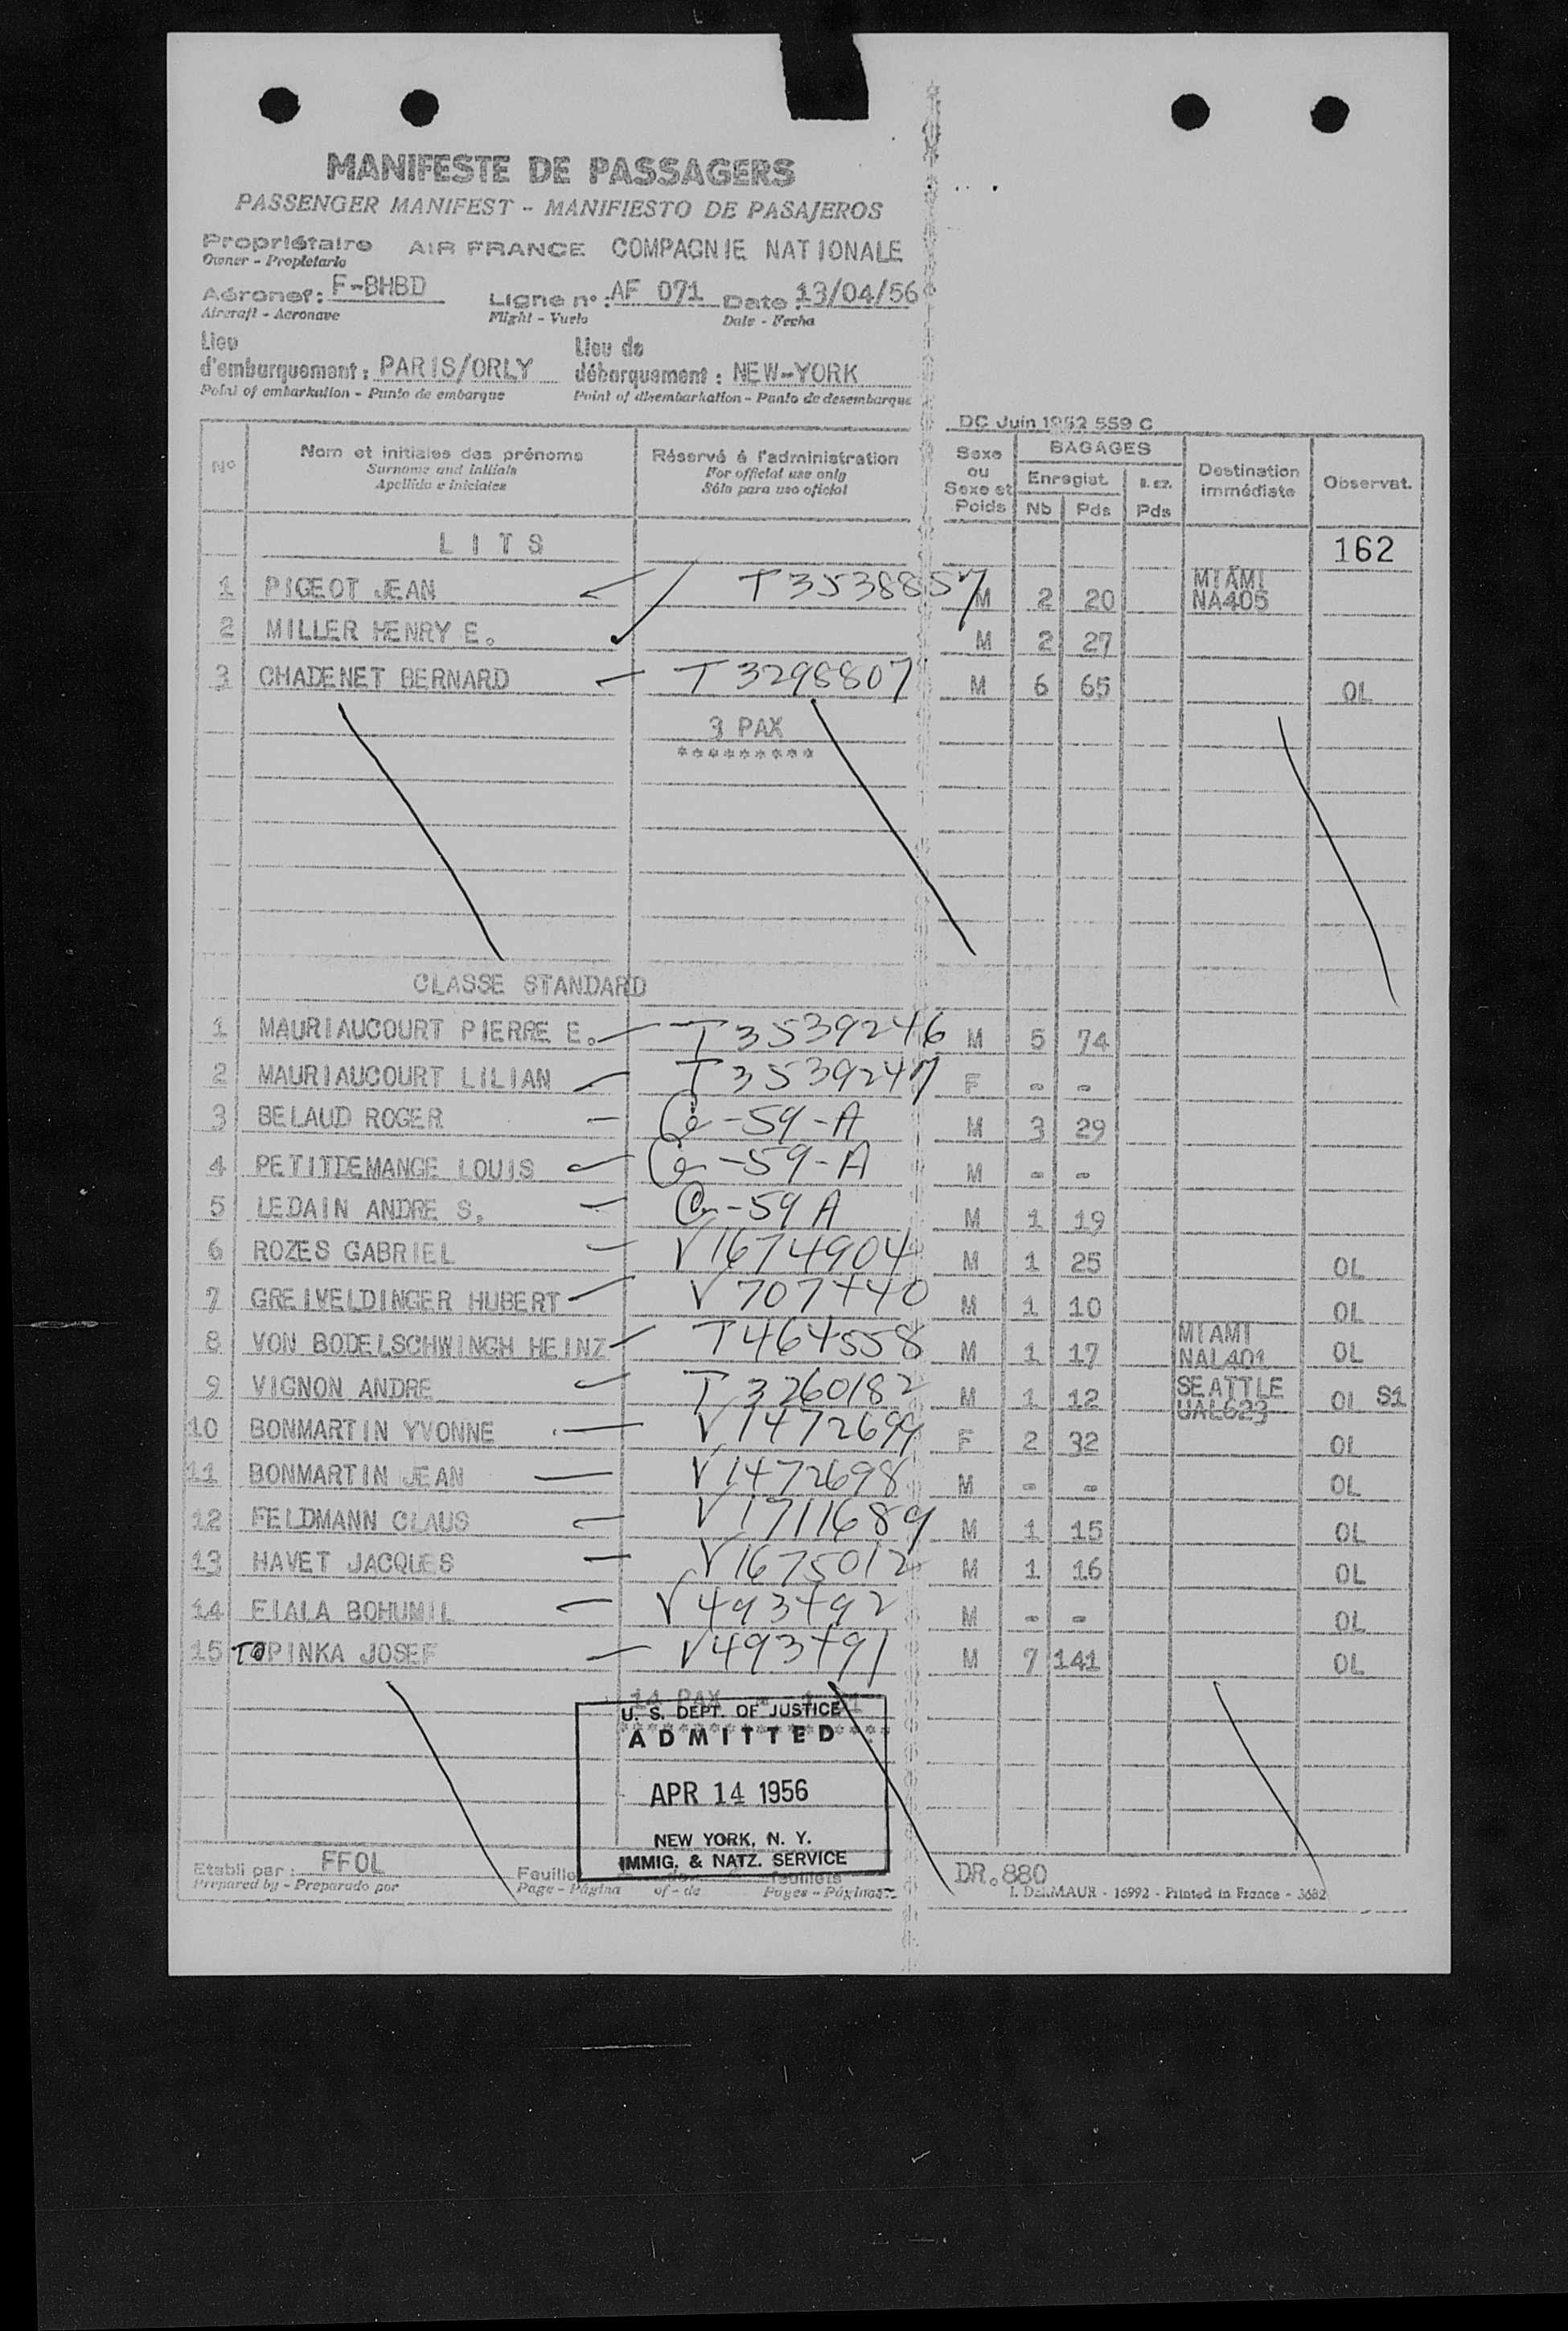 MANIFESTE DE PASSAGERS
PASSENGER MANIFEST - MANIFIESTO DE PASAJEROS
Propriétaire AIR FRANCE COMPAGNIE NATIONALE
Owner - Propietario
Aéronef: F-BHBD Ligne n°: AF 071 Date: 13/04/56
Aircraft - Aeronave Flight - Vuelo Date - Fecha
Lieu Lieu de
d'embarquement: PARIS/ORLY débarquement: NEW-YORK
Point of embarkation - Punto de embarque Point of disembarkation - Punto de desembarque
DC Juin 1952 559 C
N° Nom et initiales des prénoms Réservé à l'administration Sexe ou Sexe et Poids BAGAGES Destination immédiate Observat.
Surname and initials For official use only Enregist.
Apellido e iniciales Sólo para uso oficial Nb Pds Pds
LITS 162
1 PIGEOT JEAN T3538857 M 2 20 MIAMI NA405
2 MILLER HENRY E. M 2 27
3 CHADENET BERNARD T3298807 M 6 65 OL
3 PAX
*********
CLASSE STANDARD
1 MAURIAUCOURT PIERRE E. T3539246 M 5 74
2 MAURIAUCOURT LILIAN T3539247 F - -
3 BELAUD ROGER -59-A M 3 29
4 PETITDEMANGE LOUIS -59-A M - -
5 LEDAIN ANDRE S. -59 A M 1 19
6 ROZES GABRIEL V1674904 M 1 25 OL
7 GREIVELDINGER HUBERT V707440 M 1 10 OL
8 VON BODELSCHWINGH HEINZ T464558 M 1 17 MIAMI NAL401 OL
9 VIGNON ANDRE T3260182 M 1 12 SEATTLE UAL623 OL S1
10 BONMARTIN YVONNE V1472699 F 2 32 OL
11 BONMARTIN JEAN V1472698 M - - OL
12 FELDMANN CLAUS V1711689 M 1 15 OL
13 HAVET JACQUES V1675012 M 1 16 OL
14 FIALA BOHUMIL V493492 M - - OL
15 TOPINKA JOSEF V493491 M 7 141 OL
14 PAX
U. S. DEPT. OF JUSTICE
ADMITTED
APR 14 1956
NEW YORK, N. Y.
IMMIG. & NATZ. SERVICE
Etabli par: FFOL Feuille feuillets DR.880
Prepared by - Preparado por Page - Página of - de Pages - Páginas
I. DERMAUR - 16992 - Printed in France - 3682